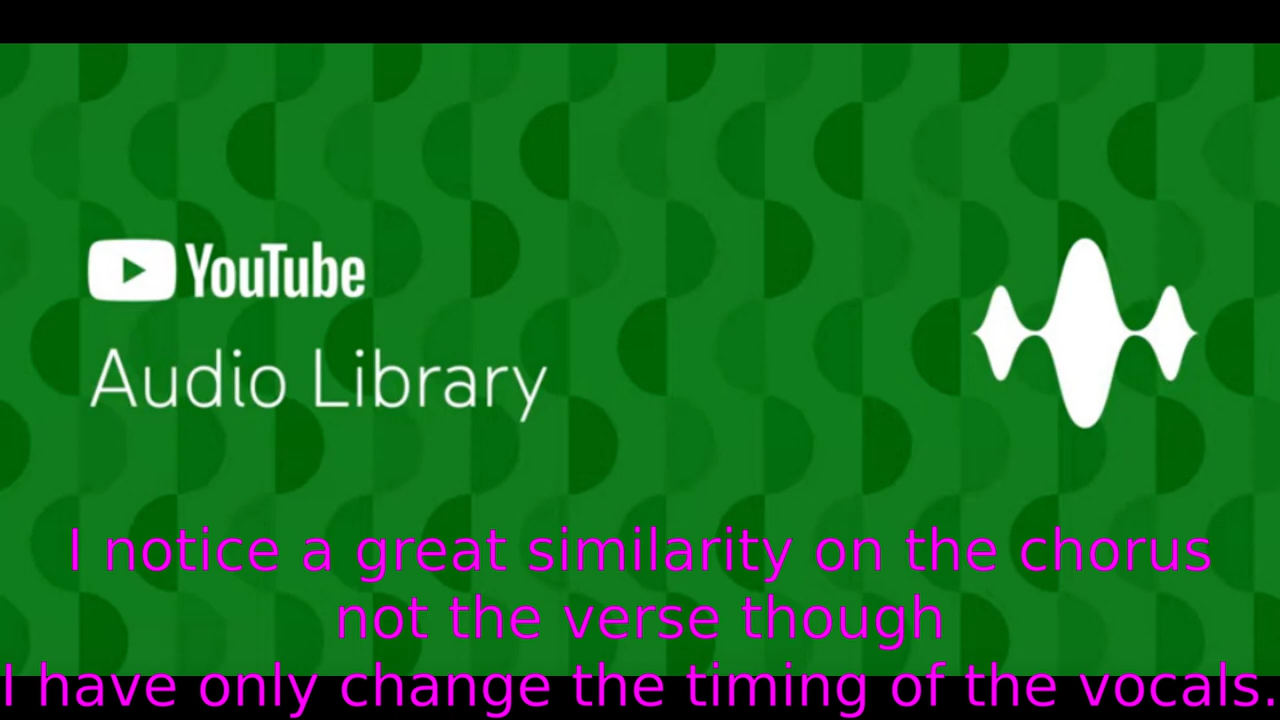 YouTube
Audio Library
I notice a great similarity on the chorus
not the verse though
I have only change the timing of the vocals.